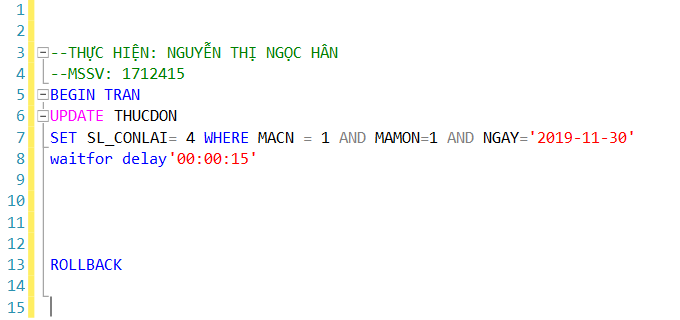 1
2
3 --THỰC HIỆN: NGUYỄN THỊ NGỌC HÂN
4 --MSSV: 1712415
5 BEGIN TRAN
6 UPDATE THUCDON
7 SET SL_CONLAI= 4 WHERE MACN = 1 AND MAMON=1 AND NGAY='2019-11-30'
8 waitfor delay'00:00:15'
9
10
11
12
13 ROLLBACK
14
15